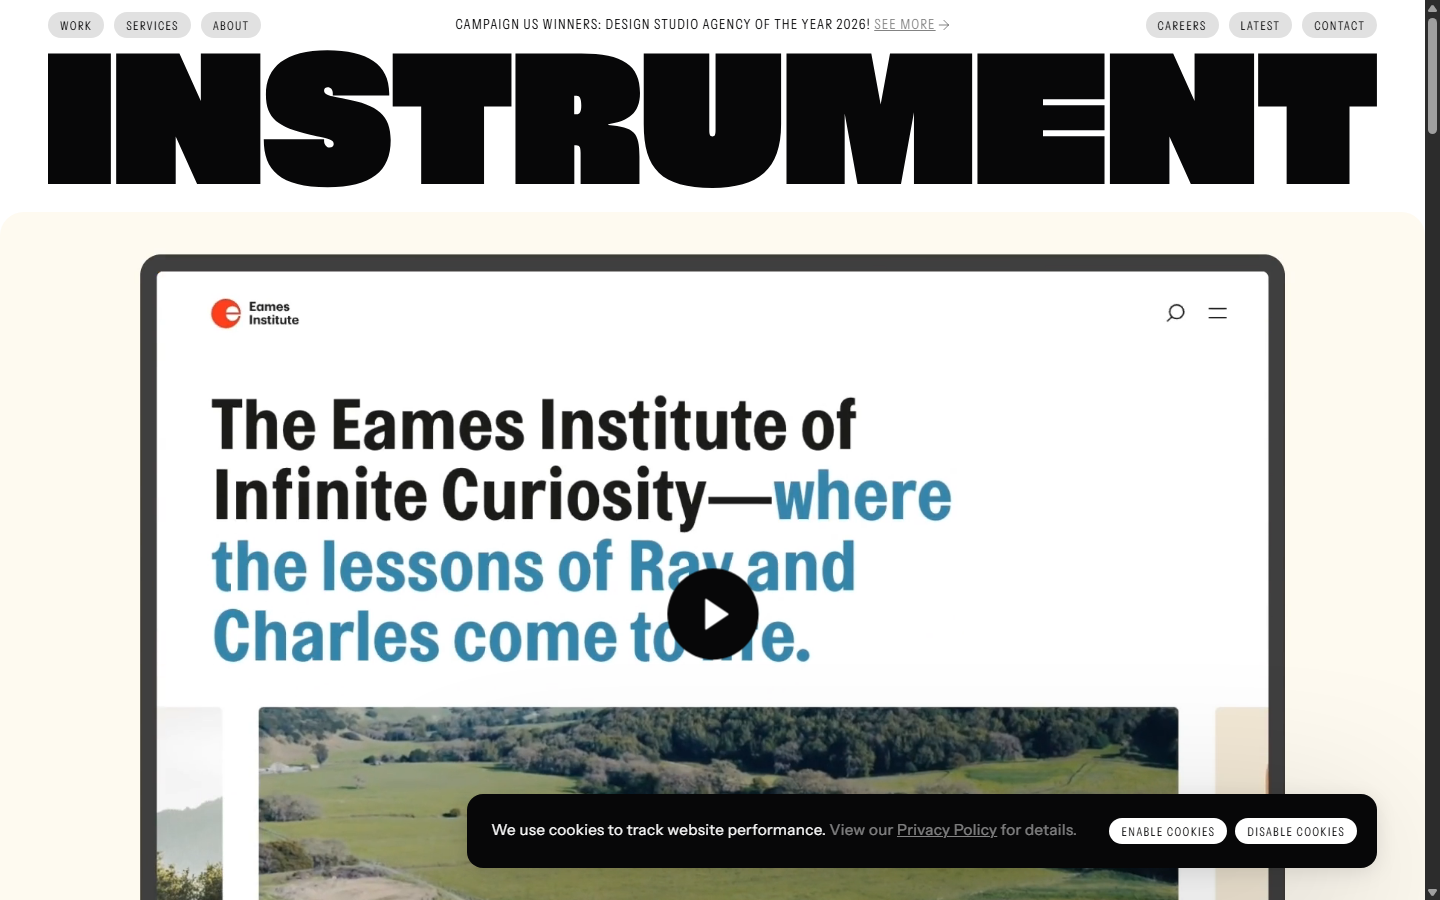 WORK SERVICES ABOUT CAMPAIGN US WINNERS: DESIGN STUDIO AGENCY OF THE YEAR 2026! SEE MORE → CAREERS LATEST CONTACT
INSTRUMENT
Eames
Institute
The Eames Institute of
Infinite Curiosity—where
the lessons of Ray and
Charles come to
We use cookies to track website performance. View our Privacy Policy for details. ENABLE COOKIES DISABLE COOKIES